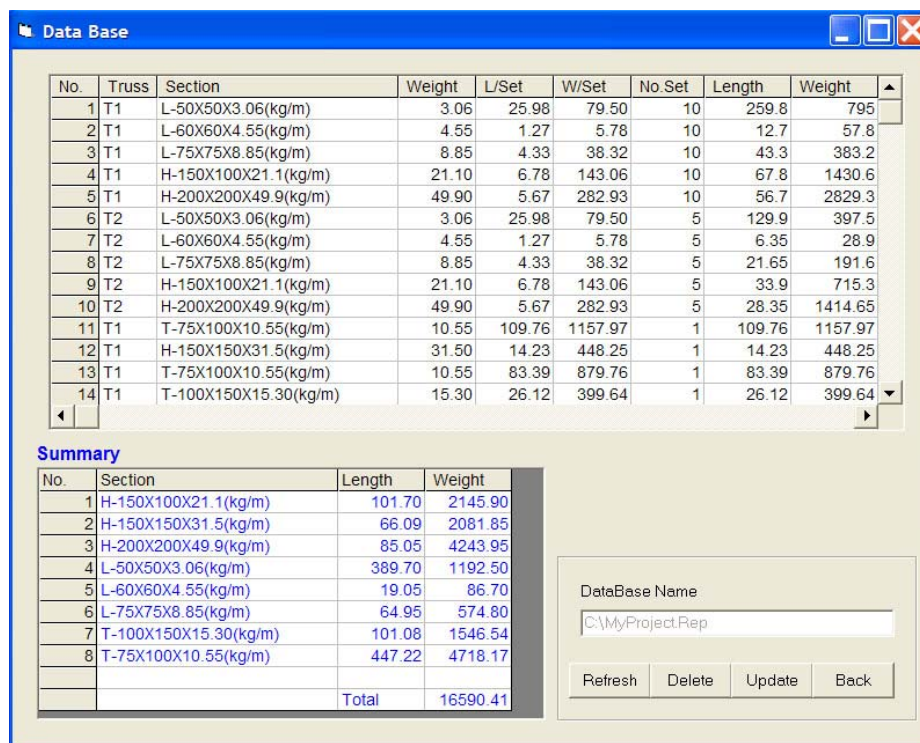 Data Base
No. Truss Section Weight L/Set W/Set No.Set Length Weight
1 T1 L-50X50X3.06(kg/m) 3.06 25.98 79.50 10 259.8 795
2 T1 L-60X60X4.55(kg/m) 4.55 1.27 5.78 10 12.7 57.8
3 T1 L-75X75X8.85(kg/m) 8.85 4.33 38.32 10 43.3 383.2
4 T1 H-150X100X21.1(kg/m) 21.10 6.78 143.06 10 67.8 1430.6
5 T1 H-200X200X49.9(kg/m) 49.90 5.67 282.93 10 56.7 2829.3
6 T2 L-50X50X3.06(kg/m) 3.06 25.98 79.50 5 129.9 397.5
7 T2 L-60X60X4.55(kg/m) 4.55 1.27 5.78 5 6.35 28.9
8 T2 L-75X75X8.85(kg/m) 8.85 4.33 38.32 5 21.65 191.6
9 T2 H-150X100X21.1(kg/m) 21.10 6.78 143.06 5 33.9 715.3
10 T2 H-200X200X49.9(kg/m) 49.90 5.67 282.93 5 28.35 1414.65
11 T1 T-75X100X10.55(kg/m) 10.55 109.76 1157.97 1 109.76 1157.97
12 T1 H-150X150X31.5(kg/m) 31.50 14.23 448.25 1 14.23 448.25
13 T1 T-75X100X10.55(kg/m) 10.55 83.39 879.76 1 83.39 879.76
14 T1 T-100X150X15.30(kg/m) 15.30 26.12 399.64 1 26.12 399.64
Summary
No. Section Length Weight
1 H-150X100X21.1(kg/m) 101.70 2145.90
2 H-150X150X31.5(kg/m) 66.09 2081.85
3 H-200X200X49.9(kg/m) 85.05 4243.95
4 L-50X50X3.06(kg/m) 389.70 1192.50
5 L-60X60X4.55(kg/m) 19.05 86.70
6 L-75X75X8.85(kg/m) 64.95 574.80
7 T-100X150X15.30(kg/m) 101.08 1546.54
8 T-75X100X10.55(kg/m) 447.22 4718.17
Total 16590.41
DataBase Name
C:\MyProject.Rep
Refresh Delete Update Back